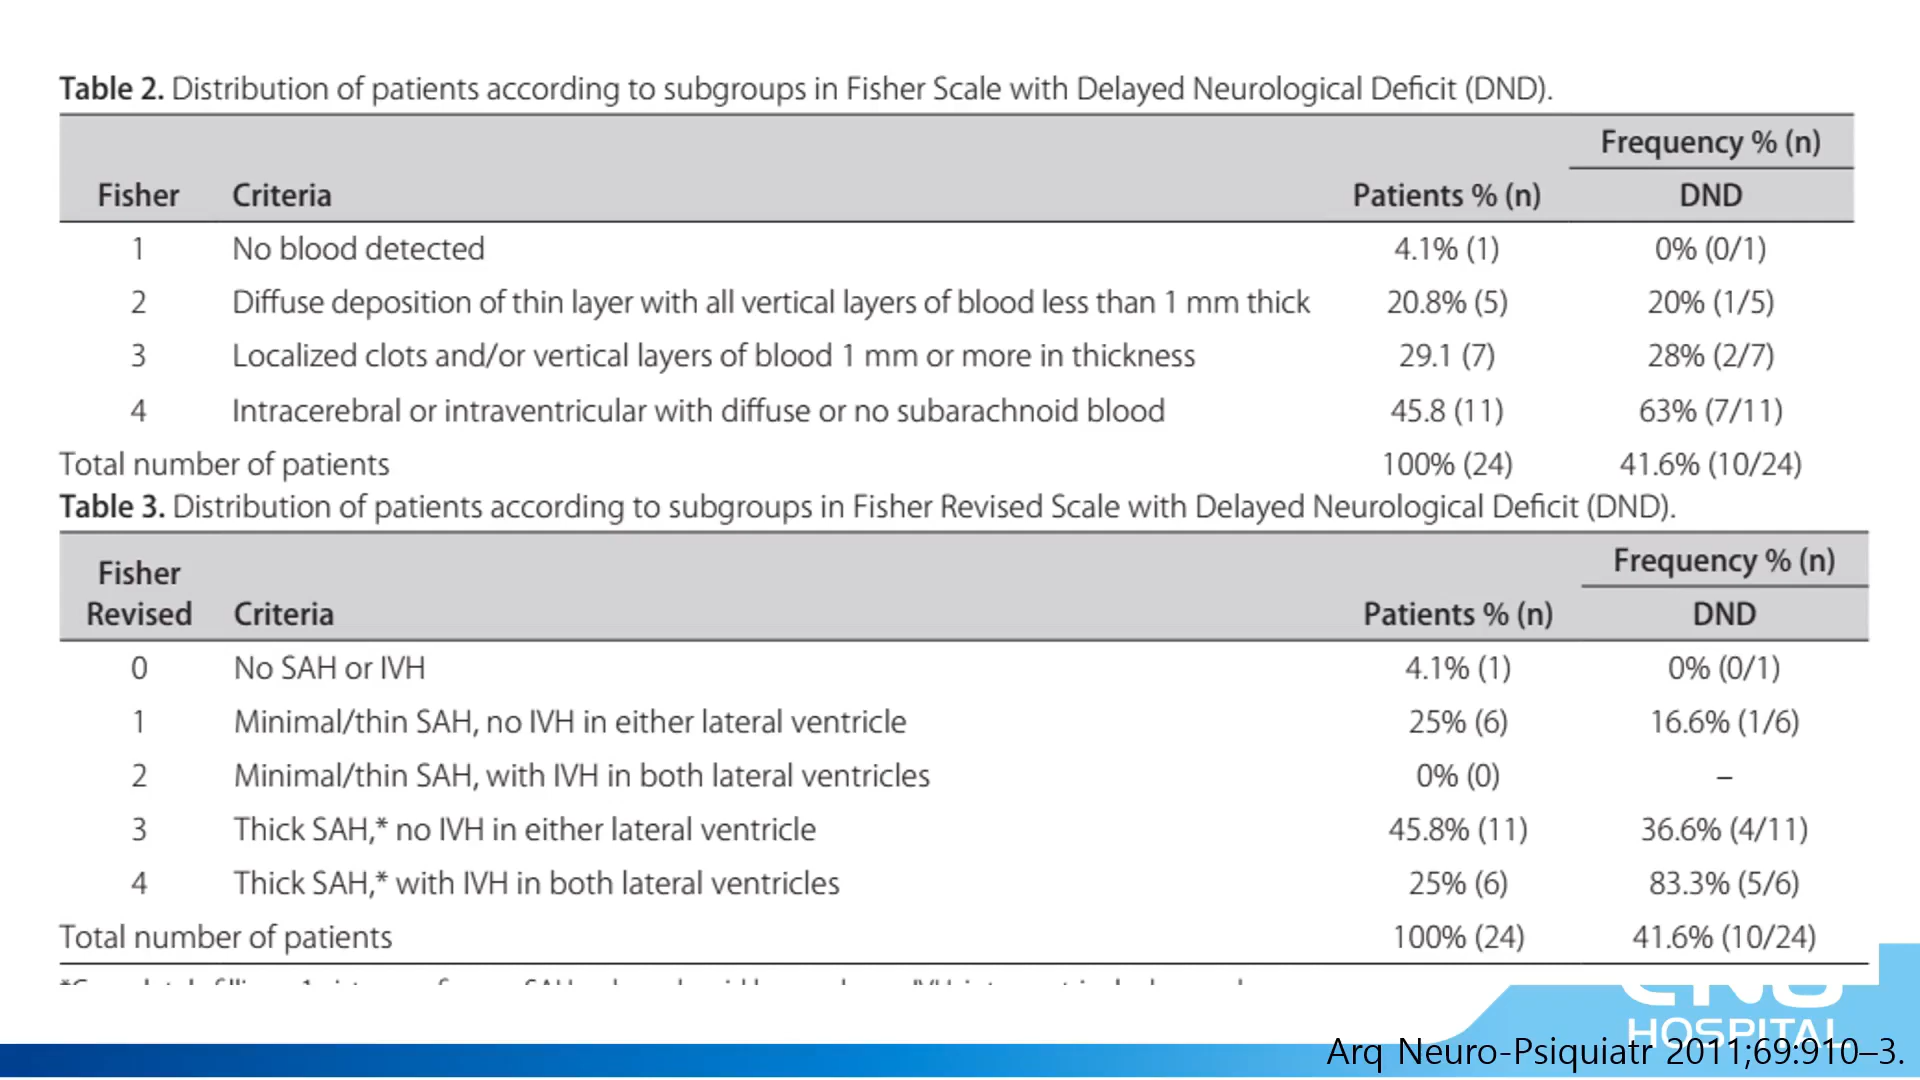 Table 2. Distribution of patients according to subgroups in Fisher Scale with Delayed Neurological Deficit (DND).
Frequency % (n)
Fisher Criteria Patients % (n) DND
1 No blood detected 4.1% (1) 0% (0/1)
2 Diffuse deposition of thin layer with all vertical layers of blood less than 1 mm thick 20.8% (5) 20% (1/5)
3 Localized clots and/or vertical layers of blood 1 mm or more in thickness 29.1 (7) 28% (2/7)
4 Intracerebral or intraventricular with diffuse or no subarachnoid blood 45.8 (11) 63% (7/11)
Total number of patients 100% (24) 41.6% (10/24)
Table 3. Distribution of patients according to subgroups in Fisher Revised Scale with Delayed Neurological Deficit (DND).
Frequency % (n)
Fisher
Revised Criteria Patients % (n) DND
0 No SAH or IVH 4.1% (1) 0% (0/1)
1 Minimal/thin SAH, no IVH in either lateral ventricle 25% (6) 16.6% (1/6)
2 Minimal/thin SAH, with IVH in both lateral ventricles 0% (0) –
3 Thick SAH,* no IVH in either lateral ventricle 45.8% (11) 36.6% (4/11)
4 Thick SAH,* with IVH in both lateral ventricles 25% (6) 83.3% (5/6)
Total number of patients 100% (24) 41.6% (10/24)
HOSPITAL
Arq Neuro-Psiquiatr 2011;69:910–3.